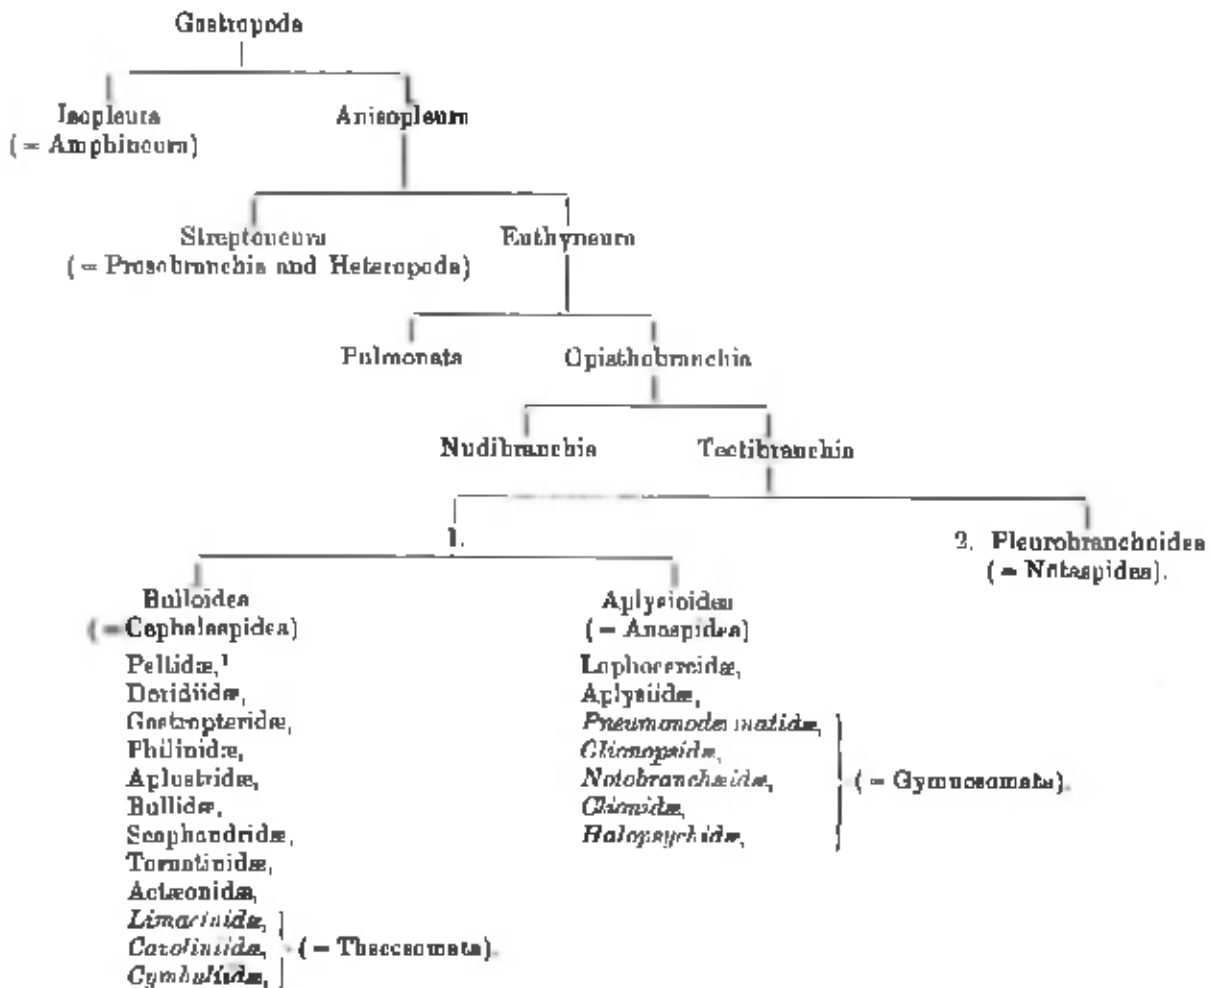 Gastropoda
Isopleura Anisopleura
(= Amphineura)
Streptoneura Euthyneura
(= Prosobranchia and Heteropoda)
Pulmonata Opisthobranchia
Nudibranchia Tectibranchia
1.
2. Pleurobranchoidea
(= Notaspidea).
Bulloidea Aplysioidea
(= Cephalaspidea) (= Anaspidea)
Peltidæ,¹ Lophocercidæ,
Doridiidæ, Aplysiidæ,
Gastropteridæ, Pneumonodermatidæ,
Philinidæ, Clionopsidæ,
Aplustridæ, Notobranchæidæ, (= Gymnosomata).
Bullidæ, Clionidæ,
Scaphandridæ, Halopsychidæ,
Tornatinidæ,
Actæonidæ,
Limacinidæ,
Cavoliniidæ, (= Thecosomata).
Cymbuliidæ,